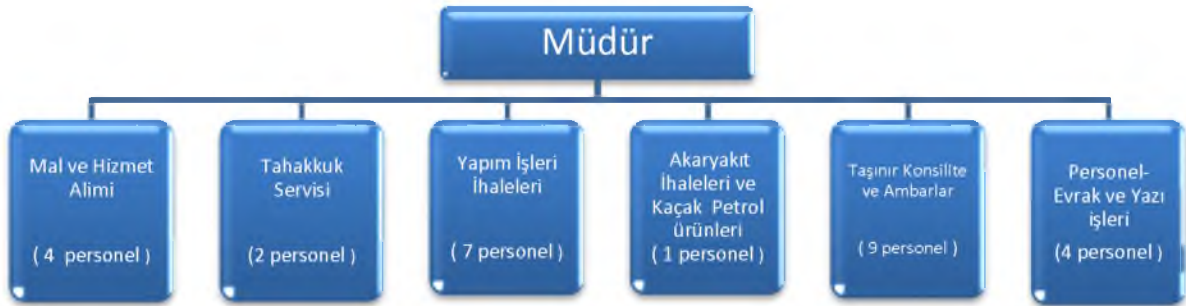 Müdür
Mal ve Hizmet
Alimi
( 4 personel )
Tahakkuk
Servisi
(2 personel )
Yapım İşleri
İhaleleri
( 7 personel )
Akaryakıt
İhaleleri ve
Kaçak Petrol
ürünleri
( 1 personel )
Taşınır Konsilite
ve Ambarlar
( 9 personel )
Personel-
Evrak ve Yazı
işleri
(4 personel )